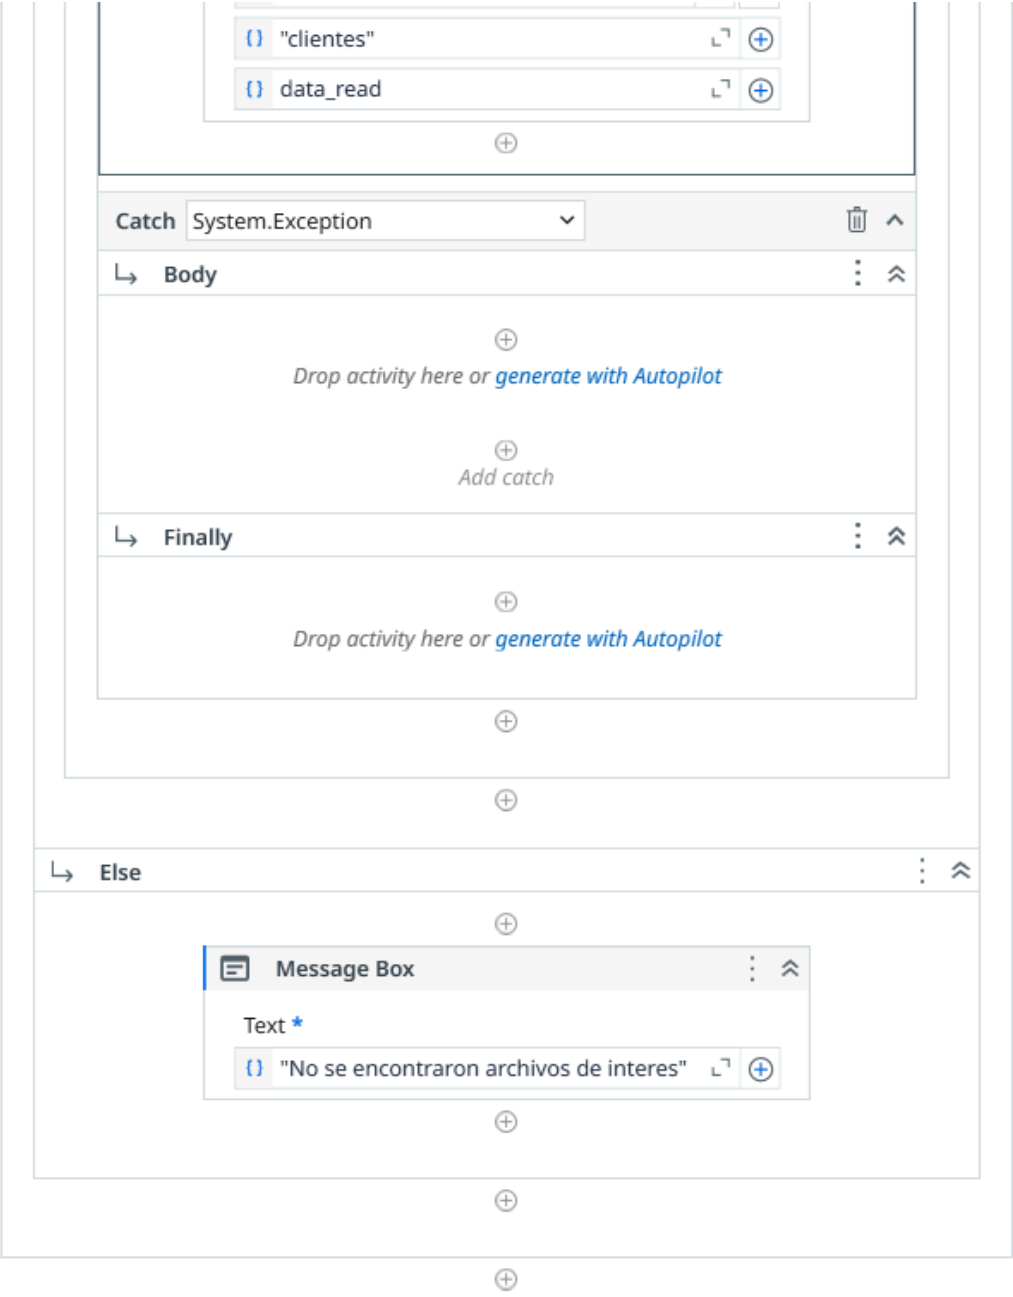 "clientes"
data_read
Catch System.Exception
Body
Drop activity here or generate with Autopilot
Add catch
Finally
Drop activity here or generate with Autopilot
Else
Message Box
Text *
"No se encontraron archivos de interes"